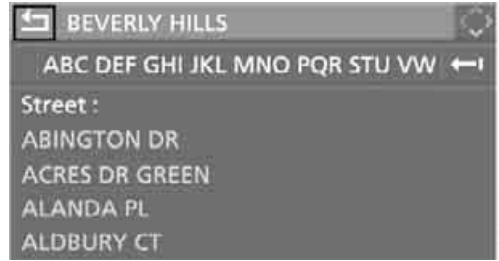 BEVERLY HILLS
ABC DEF GHI JKL MNO PQR STU VW
Street :
ABINGTON DR
ACRES DR GREEN
ALANDA PL
ALDBURY CT